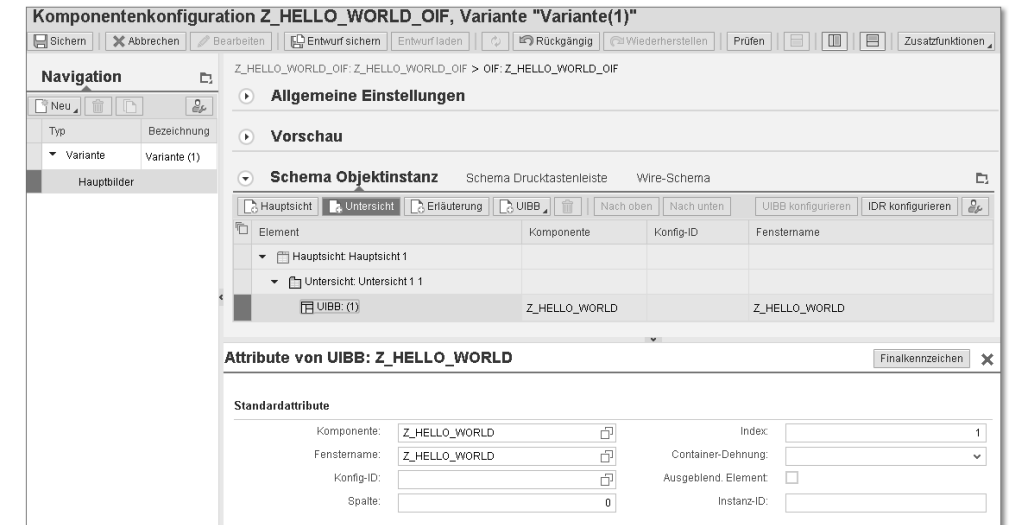 Komponentenkonfiguration Z_HELLO_WORLD_OIF, Variante "Variante(1)"
Sichern Abbrechen Bearbeiten Entwurf sichern Entwurf laden Rückgängig Wiederherstellen Prüfen Zusatzfunktionen
Navigation
Neu
Typ Bezeichnung
Variante Variante (1)
Hauptbilder
Z_HELLO_WORLD_OIF: Z_HELLO_WORLD_OIF > OIF: Z_HELLO_WORLD_OIF
Allgemeine Einstellungen
Vorschau
Schema Objektinstanz Schema Drucktastenleiste Wire-Schema
Hauptsicht Untersicht Erläuterung UIBB Nach oben Nach unten UIBB konfigurieren IDR konfigurieren
Element Komponente Konfig-ID Fenstername
Hauptsicht: Hauptsicht 1
Untersicht: Untersicht 1 1
UIBB: (1) Z_HELLO_WORLD Z_HELLO_WORLD
Attribute von UIBB: Z_HELLO_WORLD Finalkennzeichen
Standardattribute
Komponente: Z_HELLO_WORLD Index: 1
Fenstername: Z_HELLO_WORLD Container-Dehnung:
Konfig-ID: Ausgeblend. Element:
Spalte: 0 Instanz-ID: